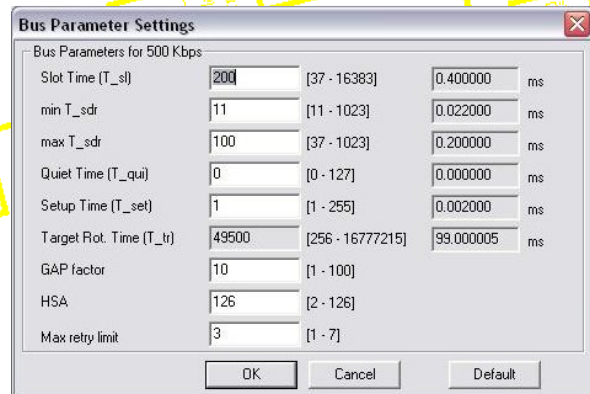 Bus Parameter Settings
Bus Parameters for 500 Kbps
Slot Time (T_sl) 200 [37 - 16383] 0.400000 ms
min T_sdr 11 [11 - 1023] 0.022000 ms
max T_sdr 100 [37 - 1023] 0.200000 ms
Quiet Time (T_qui) 0 [0 - 127] 0.000000 ms
Setup Time (T_set) 1 [1 - 255] 0.002000 ms
Target Rot. Time (T_tr) 49500 [256 - 16777215] 99.000005 ms
GAP factor 10 [1 - 100]
HSA 126 [2 - 126]
Max retry limit 3 [1 - 7]
OK Cancel Default